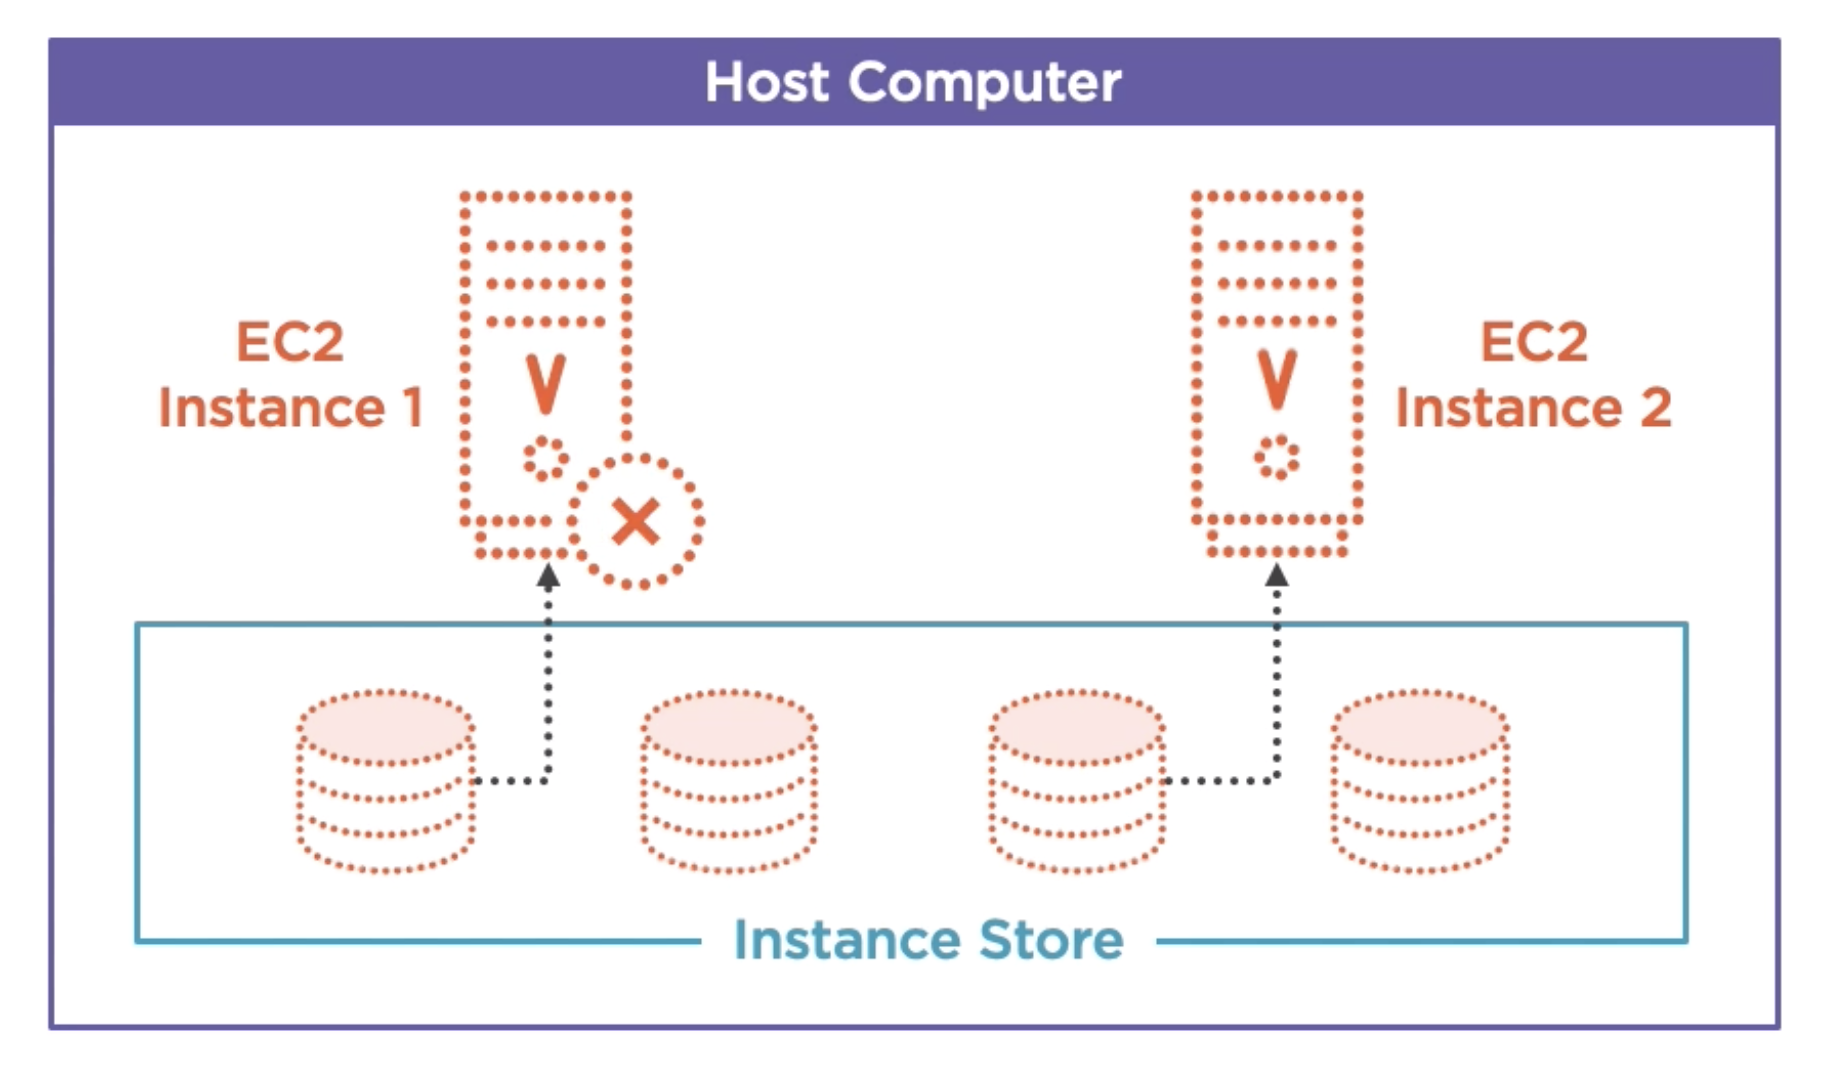 Host Computer
EC2
Instance 1
EC2
Instance 2
Instance Store